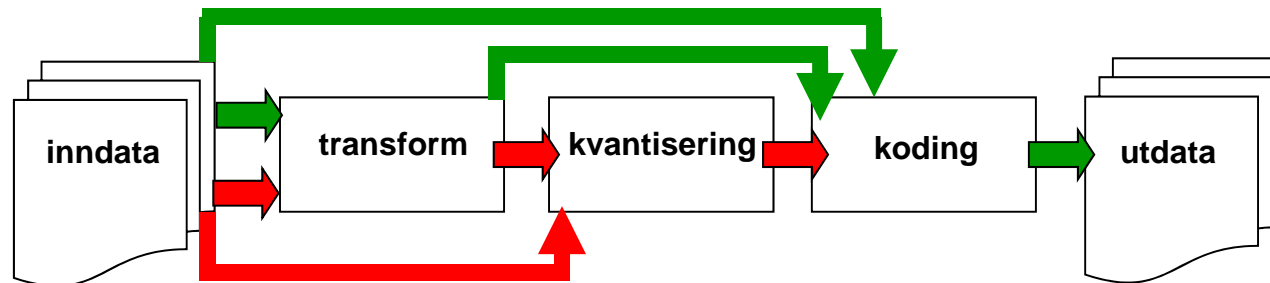 inndata
transform
kvantisering
koding
utdata